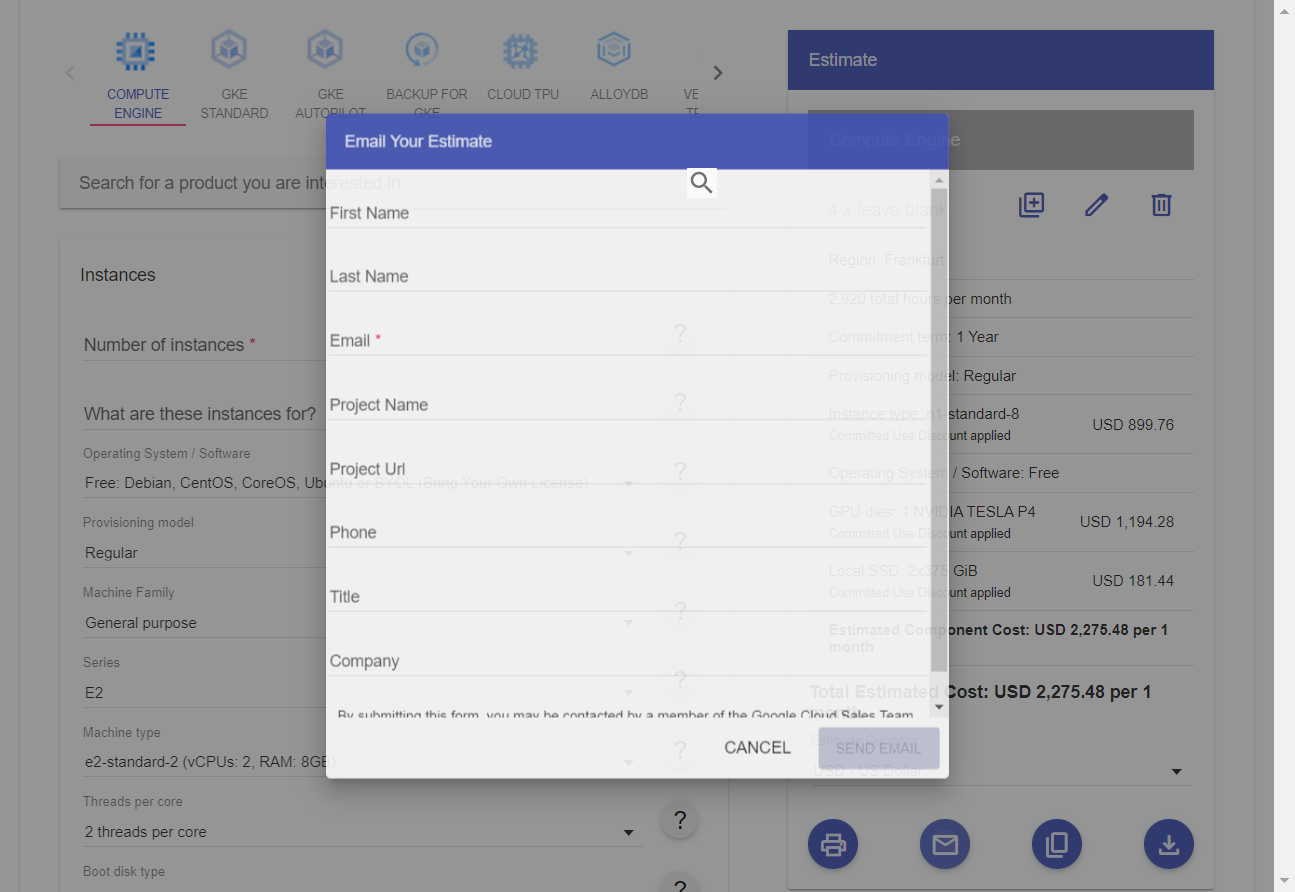 COMPUTE
ENGINE
GKE
STANDARD
GKE
AUTOPILOT
BACKUP FOR
GKE
CLOUD TPU
ALLOYDB
VE
TF
Estimate
Compute Engine
Email Your Estimate
Search for a product you are interested in.
First Name
Last Name
Email *
Project Name
Project Url
Phone
Title
Company
By submitting this form, you may be contacted by a member of the Google Cloud Sales Team
CANCEL
SEND EMAIL
Instances
Number of instances *
What are these instances for?
Operating System / Software
Free: Debian, CentOS, CoreOS, Ubuntu or BYOL (Bring Your Own License)
Provisioning model
Regular
Machine Family
General purpose
Series
E2
Machine type
e2-standard-2 (vCPUs: 2, RAM: 8GB)
Threads per core
2 threads per core
Boot disk type
?
?
?
?
?
?
?
?
?
4 x leave blank
Region: Frankfurt
2,920 total hours per month
Commitment term: 1 Year
Provisioning model: Regular
Instance type: n1-standard-8
Committed Use Discount applied
USD 899.76
Operating System / Software: Free
GPU dies: 1 NVIDIA TESLA P4
Committed Use Discount applied
USD 1,194.28
Local SSD: 2x375 GiB
Committed Use Discount applied
USD 181.44
Estimated Component Cost: USD 2,275.48 per 1
month
Total Estimated Cost: USD 2,275.48 per 1
month
Estimate Currency
USD - US Dollar